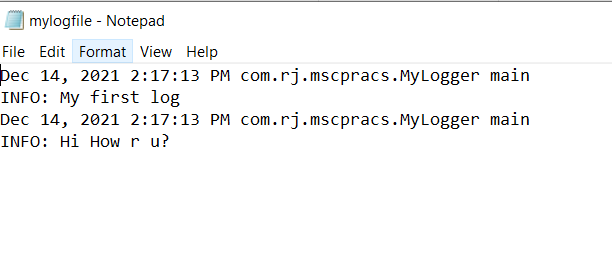 mylogfile - Notepad
File Edit Format View Help
Dec 14, 2021 2:17:13 PM com.rj.mscpracs.MyLogger main
INFO: My first log
Dec 14, 2021 2:17:13 PM com.rj.mscpracs.MyLogger main
INFO: Hi How r u?